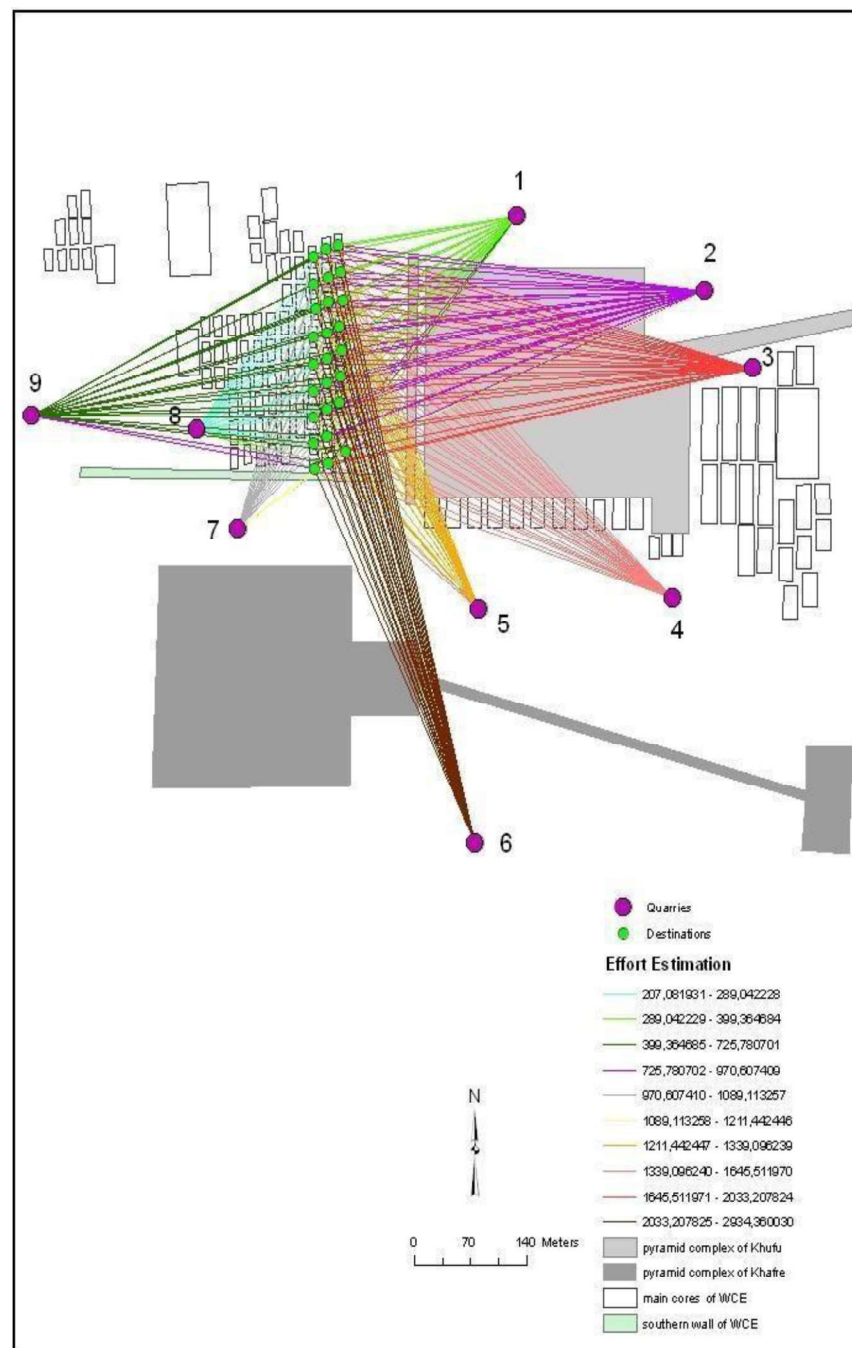 1
2
3
9
8
7
5
4
6
Quarries
Destinations
Effort Estimation
207,081931 - 289,042228
289,042229 - 399,364684
399,364685 - 725,780701
725,780702 - 970,607409
970,607410 - 1089,113257
1089,113258 - 1211,442446
1211,442447 - 1339,096239
1339,096240 - 1645,511970
1645,511971 - 2033,207824
2033,207825 - 2934,360030
pyramid complex of Khufu
pyramid complex of Khafre
main cores of WCE
southern wall of WCE
N
0 70 140 Meters